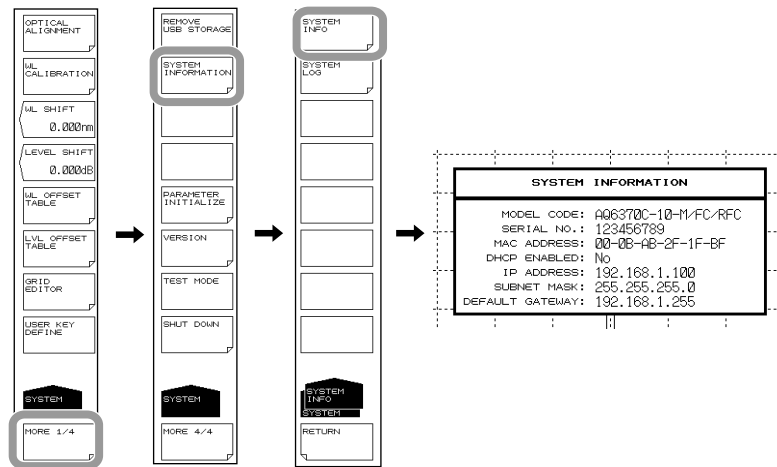 OPTICAL
ALIGNMENT
WL
CALIBRATION
WL SHIFT
0.000nm
LEVEL SHIFT
0.000dB
WL OFFSET
TABLE
LVL OFFSET
TABLE
GRID
EDITOR
USER KEY
DEFINE
SYSTEM
MORE 1/4
REMOVE
USB STORAGE
SYSTEM
INFORMATION
PARAMETER
INITIALIZE
VERSION
TEST MODE
SHUT DOWN
SYSTEM
MORE 4/4
SYSTEM
INFO
SYSTEM
LOG
SYSTEM
INFO
SYSTEM
RETURN
SYSTEM INFORMATION
MODEL CODE: AQ6370C-10-M/FC/RFC
SERIAL NO.: 123456789
MAC ADDRESS: 00-0B-AB-2F-1F-BF
DHCP ENABLED: No
IP ADDRESS: 192.168.1.100
SUBNET MASK: 255.255.255.0
DEFAULT GATEWAY: 192.168.1.255